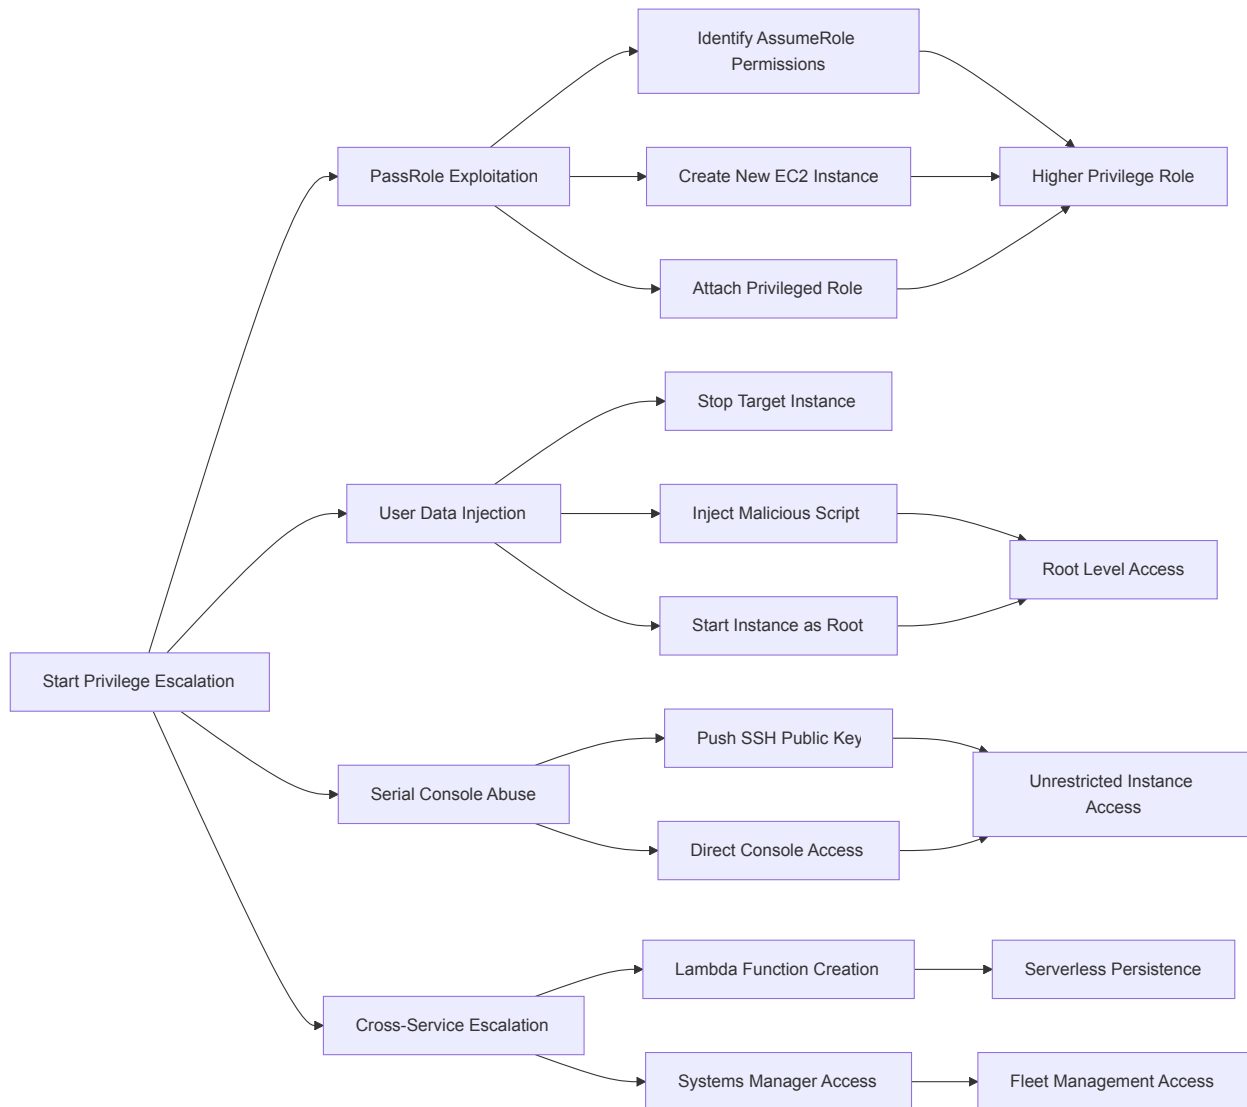 Identify AssumeRole
Permissions
PassRole Exploitation
Create New EC2 Instance
Higher Privilege Role
Attach Privileged Role
Stop Target Instance
User Data Injection
Inject Malicious Script
Root Level Access
Start Instance as Root
Start Privilege Escalation
Push SSH Public Key
Serial Console Abuse
Unrestricted Instance
Access
Direct Console Access
Lambda Function Creation
Serverless Persistence
Cross-Service Escalation
Systems Manager Access
Fleet Management Access